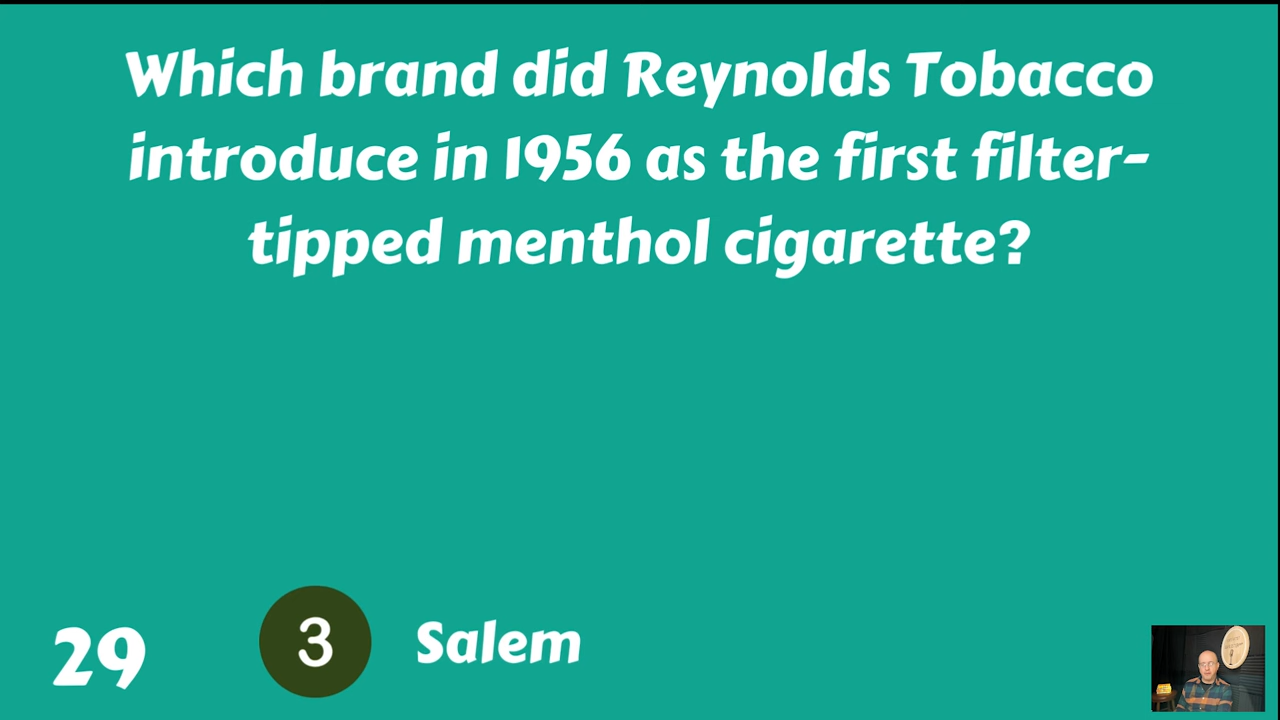 Which brand did Reynolds Tobacco
introduce in 1956 as the first filter-
tipped menthol cigarette?
29
3
Salem